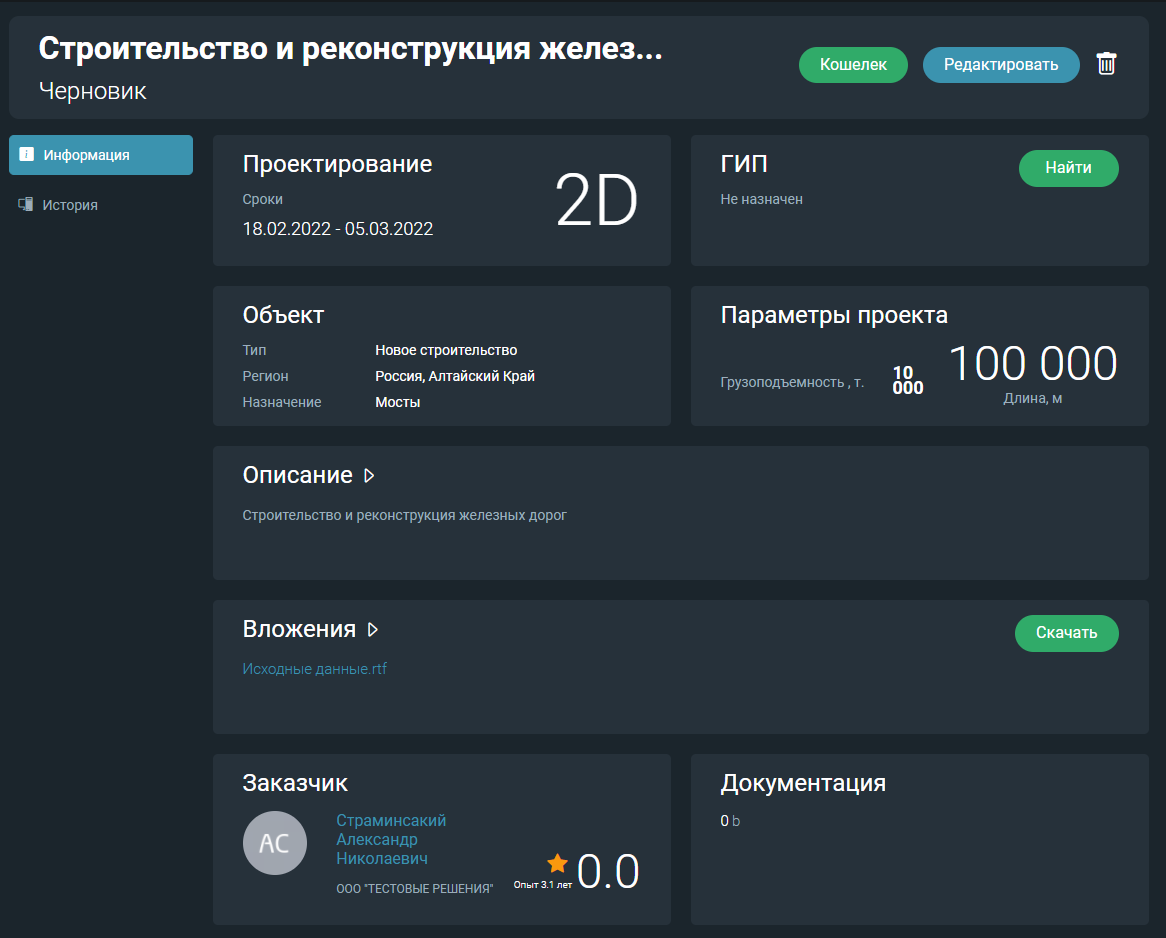 Строительство и реконструкция желез...
Черновик
Кошелек
Редактировать
Информация
История
Проектирование
Сроки
18.02.2022 - 05.03.2022
2D
ГИП
Не назначен
Найти
Объект
Тип Новое строительство
Регион Россия, Алтайский Край
Назначение Мосты
Параметры проекта
Грузоподъемность , т.
10
000
100 000
Длина, м
Описание
Строительство и реконструкция железных дорог
Вложения
Скачать
Исходные данные.rtf
Заказчик
АС
Страминсакий
Александр
Николаевич
ООО "ТЕСТОВЫЕ РЕШЕНИЯ"
Опыт 3.1 лет
0.0
Документация
0 b